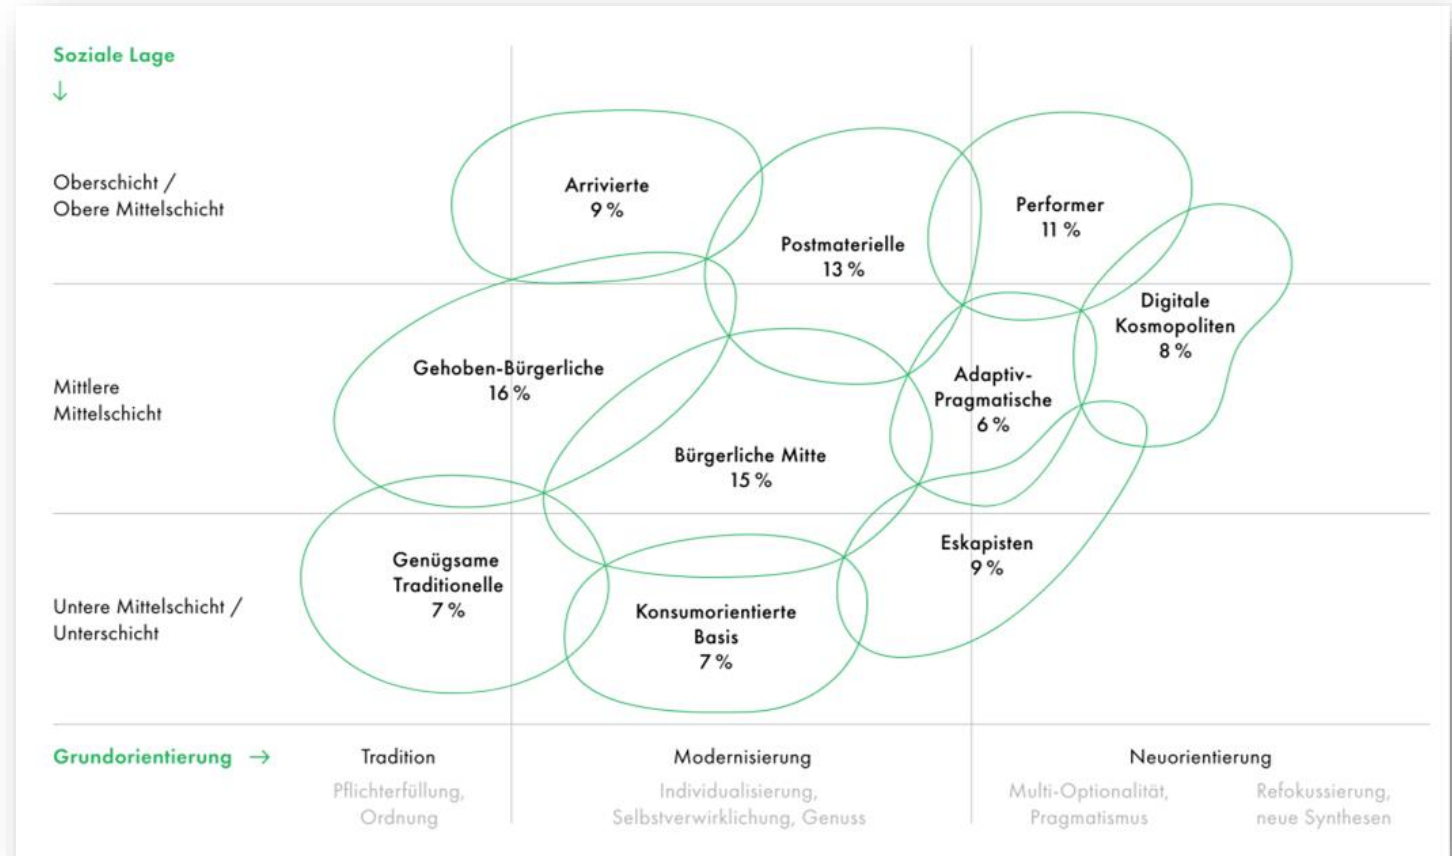 Soziale Lage
↓
Oberschicht /
Obere Mittelschicht
Arrivierte
9 %
Postmaterielle
13 %
Performer
11 %
Mittlere
Mittelschicht
Gehoben-Bürgerliche
16 %
Bürgerliche Mitte
15 %
Adaptiv-
Pragmatische
6 %
Digitale
Kosmopoliten
8 %
Untere Mittelschicht /
Unterschicht
Genügsame
Traditionelle
7 %
Konsumorientierte
Basis
7 %
Eskapisten
9 %
Grundorientierung →
Tradition
Pflichterfüllung,
Ordnung
Modernisierung
Individualisierung,
Selbstverwirklichung, Genuss
Neuorientierung
Multi-Optionalität,
Pragmatismus
Refokussierung,
neue Synthesen